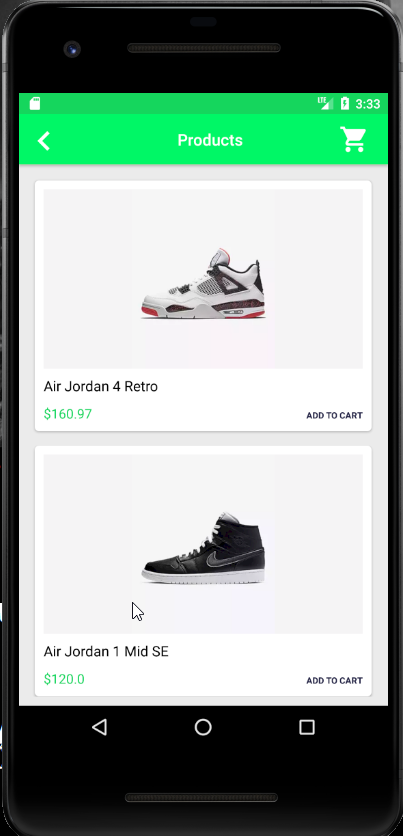 LTE 3:33
Products
Air Jordan 4 Retro
$160.97 ADD TO CART
Air Jordan 1 Mid SE
$120.0 ADD TO CART